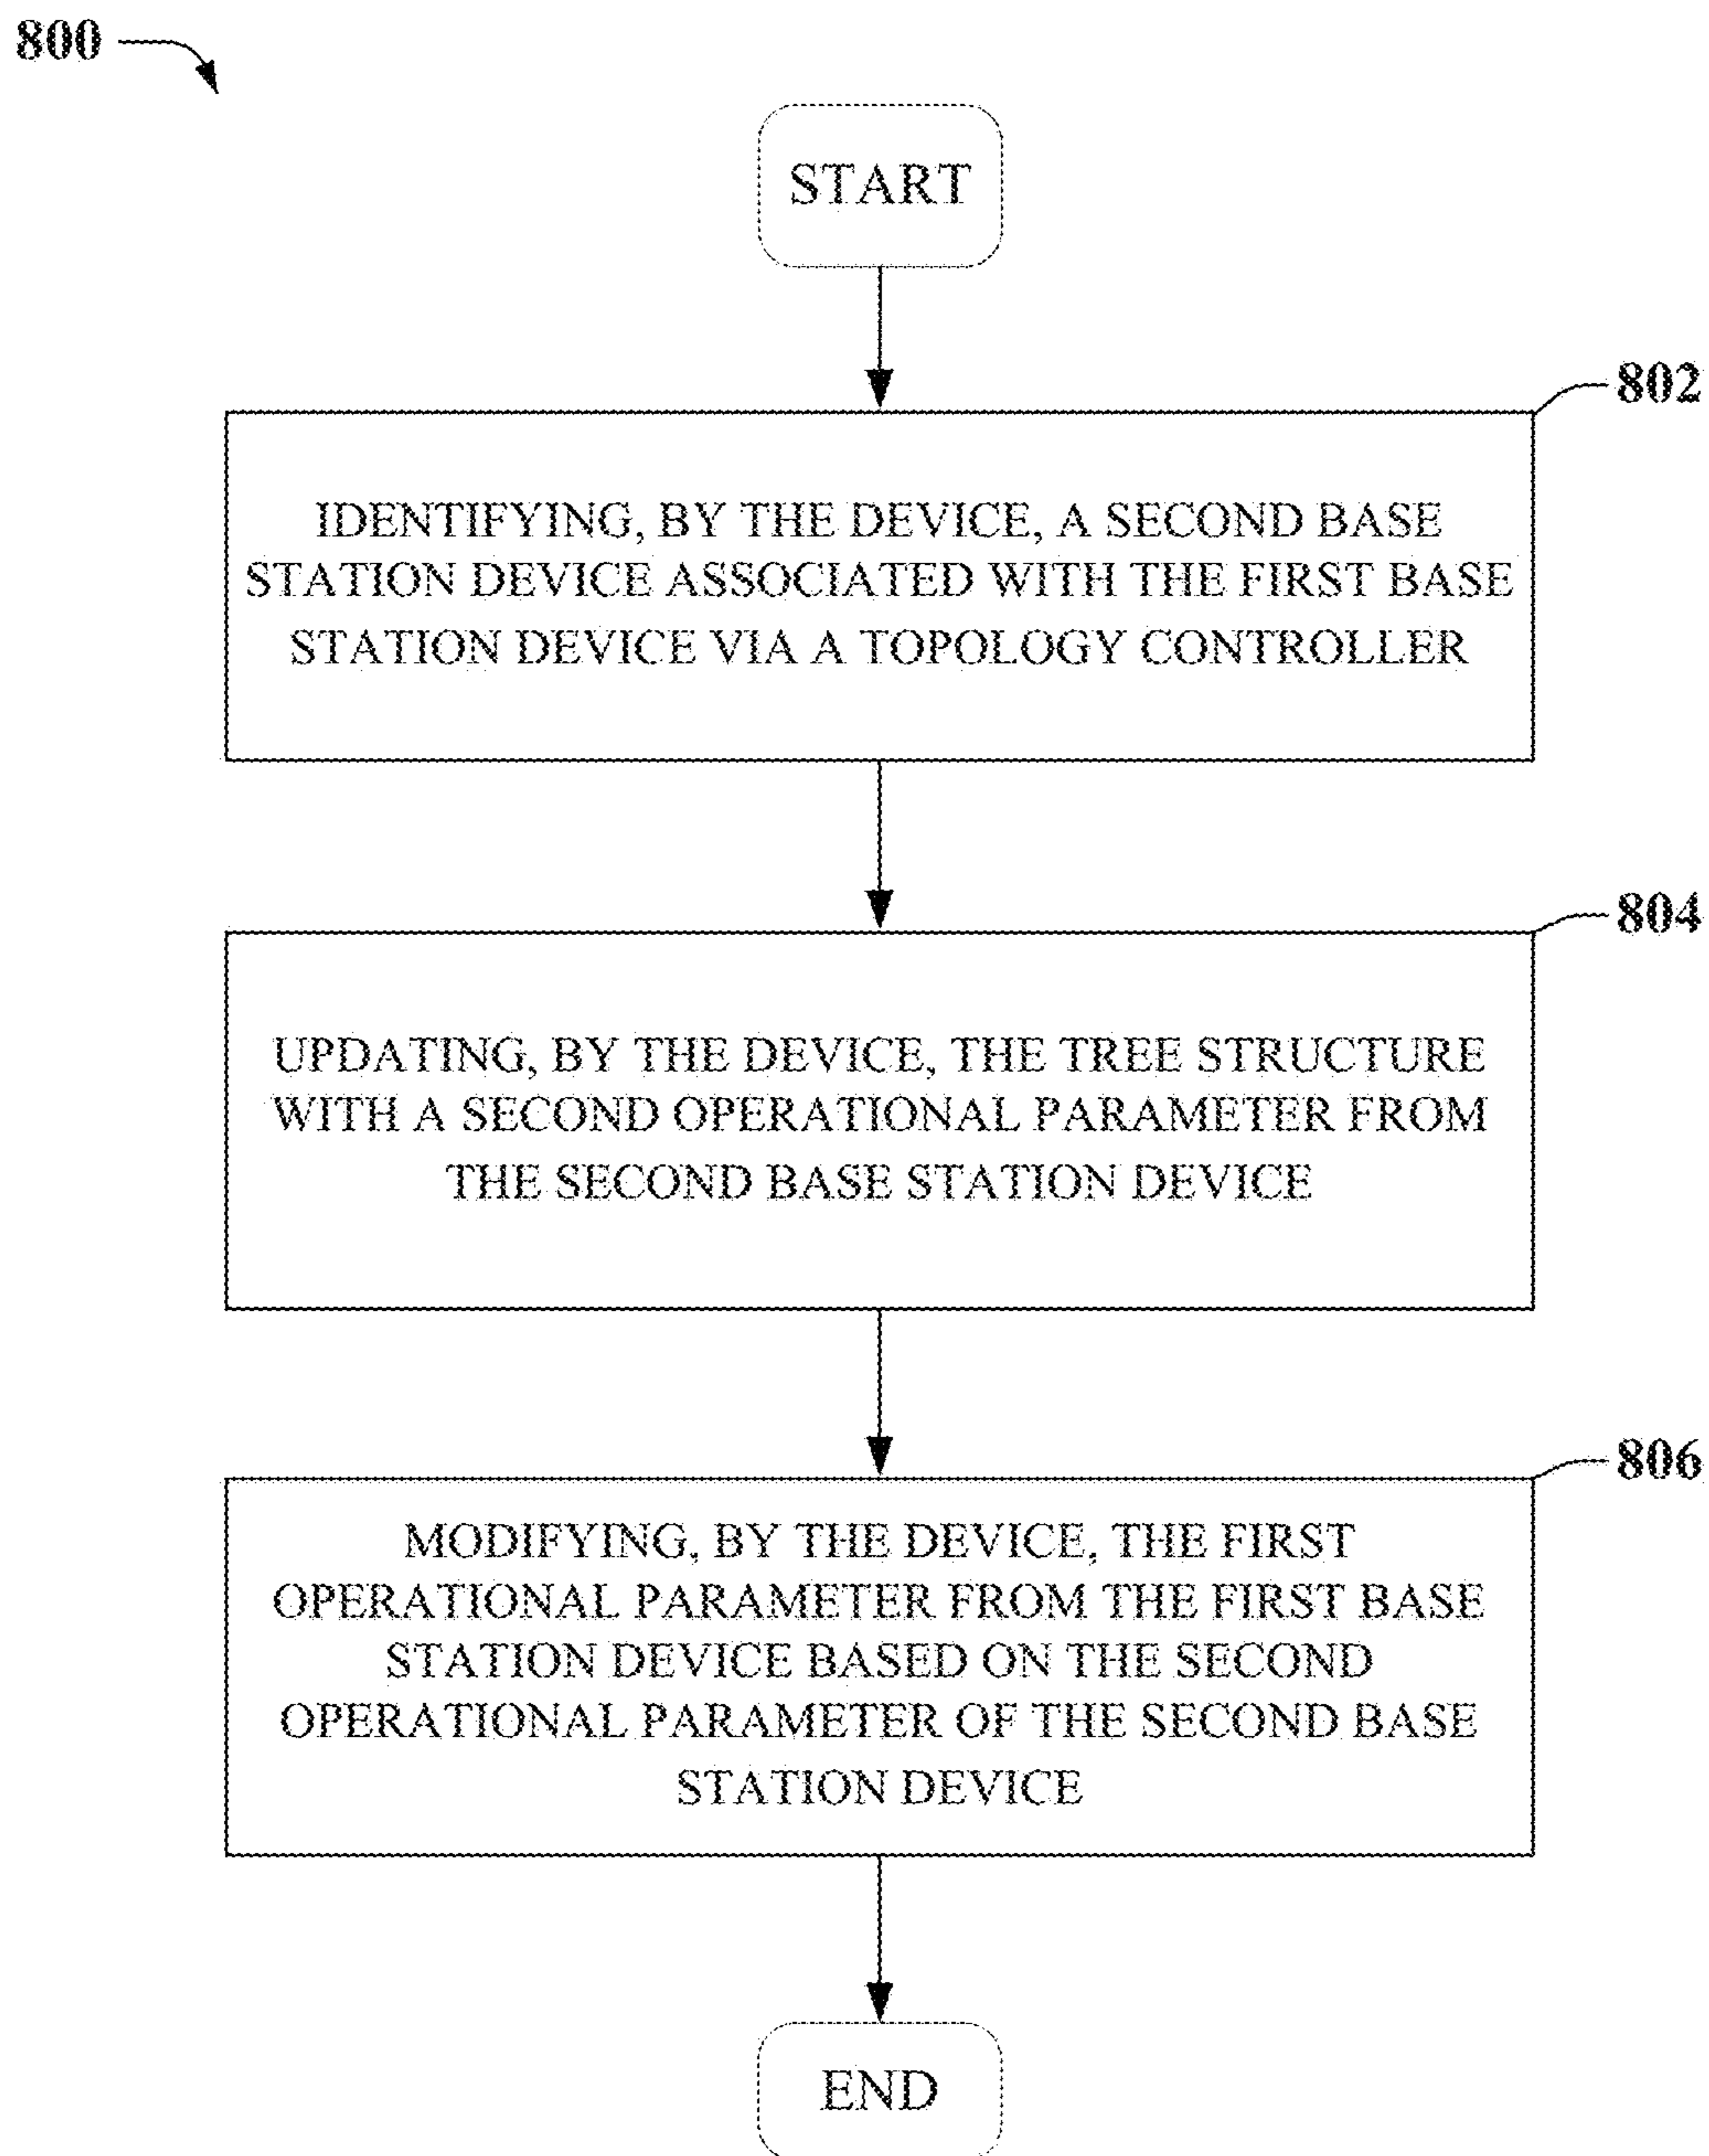 800
START
802
IDENTIFYING, BY THE DEVICE, A SECOND BASE
STATION DEVICE ASSOCIATED WITH THE FIRST BASE
STATION DEVICE VIA A TOPOLOGY CONTROLLER
804
UPDATING, BY THE DEVICE, THE TREE STRUCTURE
WITH A SECOND OPERATIONAL PARAMETER FROM
THE SECOND BASE STATION DEVICE
806
MODIFYING, BY THE DEVICE, THE FIRST
OPERATIONAL PARAMETER FROM THE FIRST BASE
STATION DEVICE BASED ON THE SECOND
OPERATIONAL PARAMETER OF THE SECOND BASE
STATION DEVICE
END